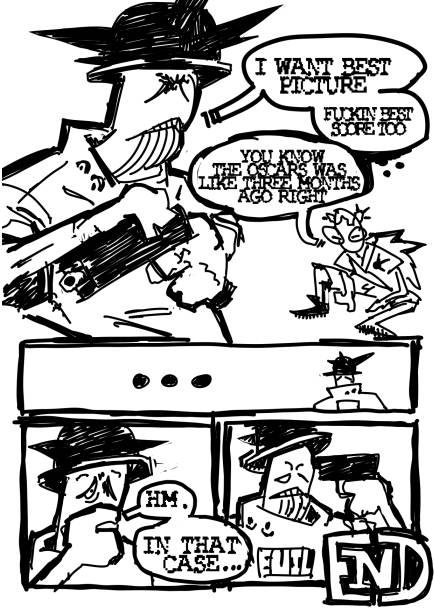 I WANT BEST
PICTURE
FUCKIN BEST
SCORE TOO
YOU KNOW
THE OSCARS WAS
LIKE THREE MONTHS
AGO RIGHT
...
HM.
IN THAT
CASE...
EVIL
END